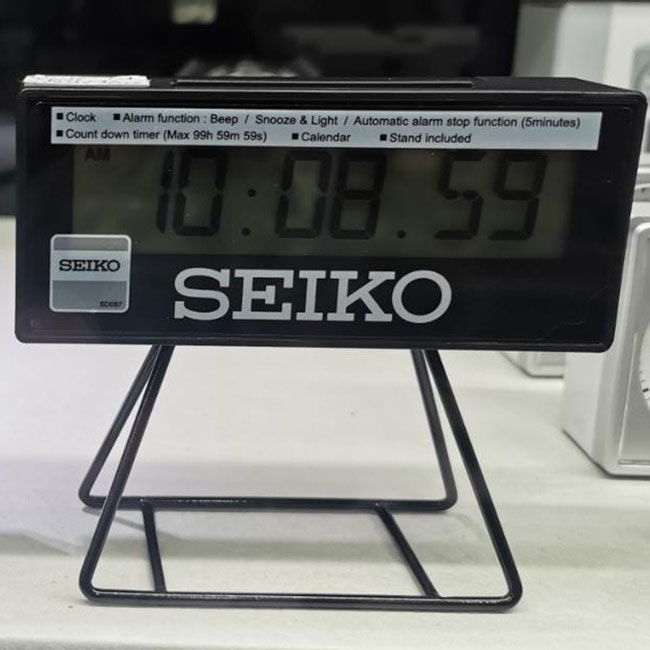 ■ Clock ■ Alarm function : Beep / Snooze & Light / Automatic alarm stop function (5minutes)
■ Count down timer (Max 99h 59m 59s) ■ Calendar ■ Stand included
AM
10:08.59
SEIKO
SEIKO